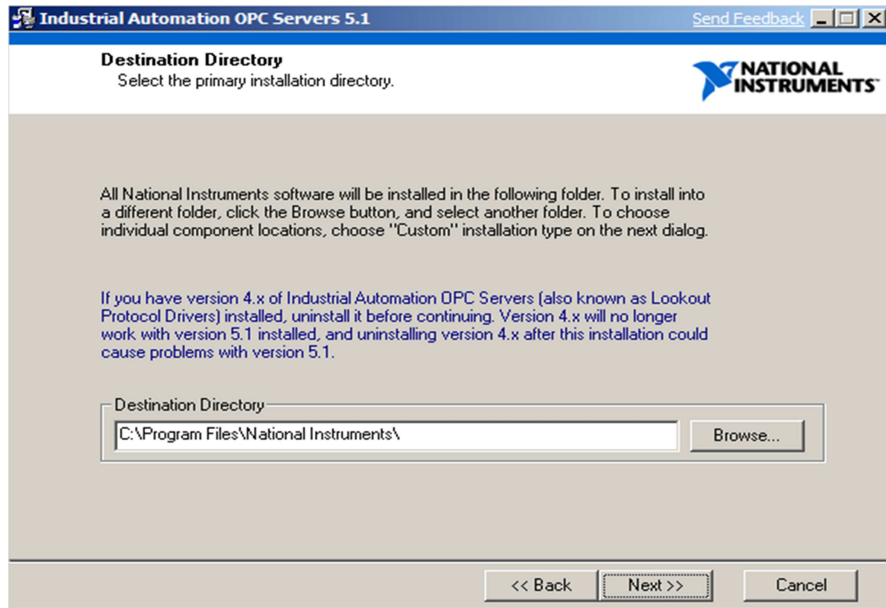 Industrial Automation OPC Servers 5.1
Send Feedback
Destination Directory
Select the primary installation directory.
NATIONAL
INSTRUMENTS™
All National Instruments software will be installed in the following folder. To install into
a different folder, click the Browse button, and select another folder. To choose
individual component locations, choose "Custom" installation type on the next dialog.
If you have version 4.x of Industrial Automation OPC Servers (also known as Lookout
Protocol Drivers) installed, uninstall it before continuing. Version 4.x will no longer
work with version 5.1 installed, and uninstalling version 4.x after this installation could
cause problems with version 5.1.
Destination Directory
C:\Program Files\National Instruments\
Browse...
<< Back
Next >>
Cancel